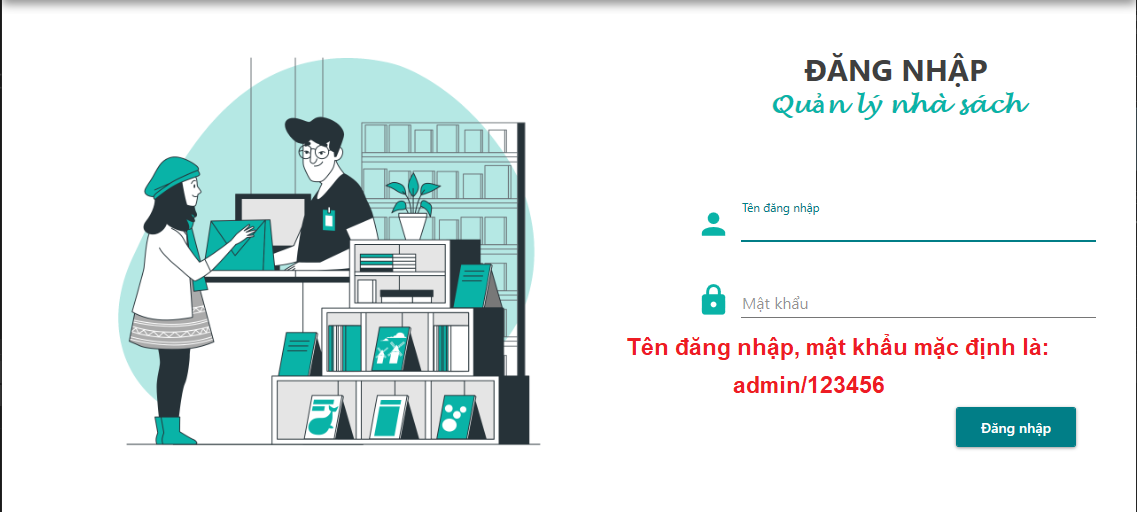 ĐĂNG NHẬP
Quản lý nhà sách
Tên đăng nhập
Mật khẩu
Tên đăng nhập, mật khẩu mặc định là:
admin/123456
Đăng nhập